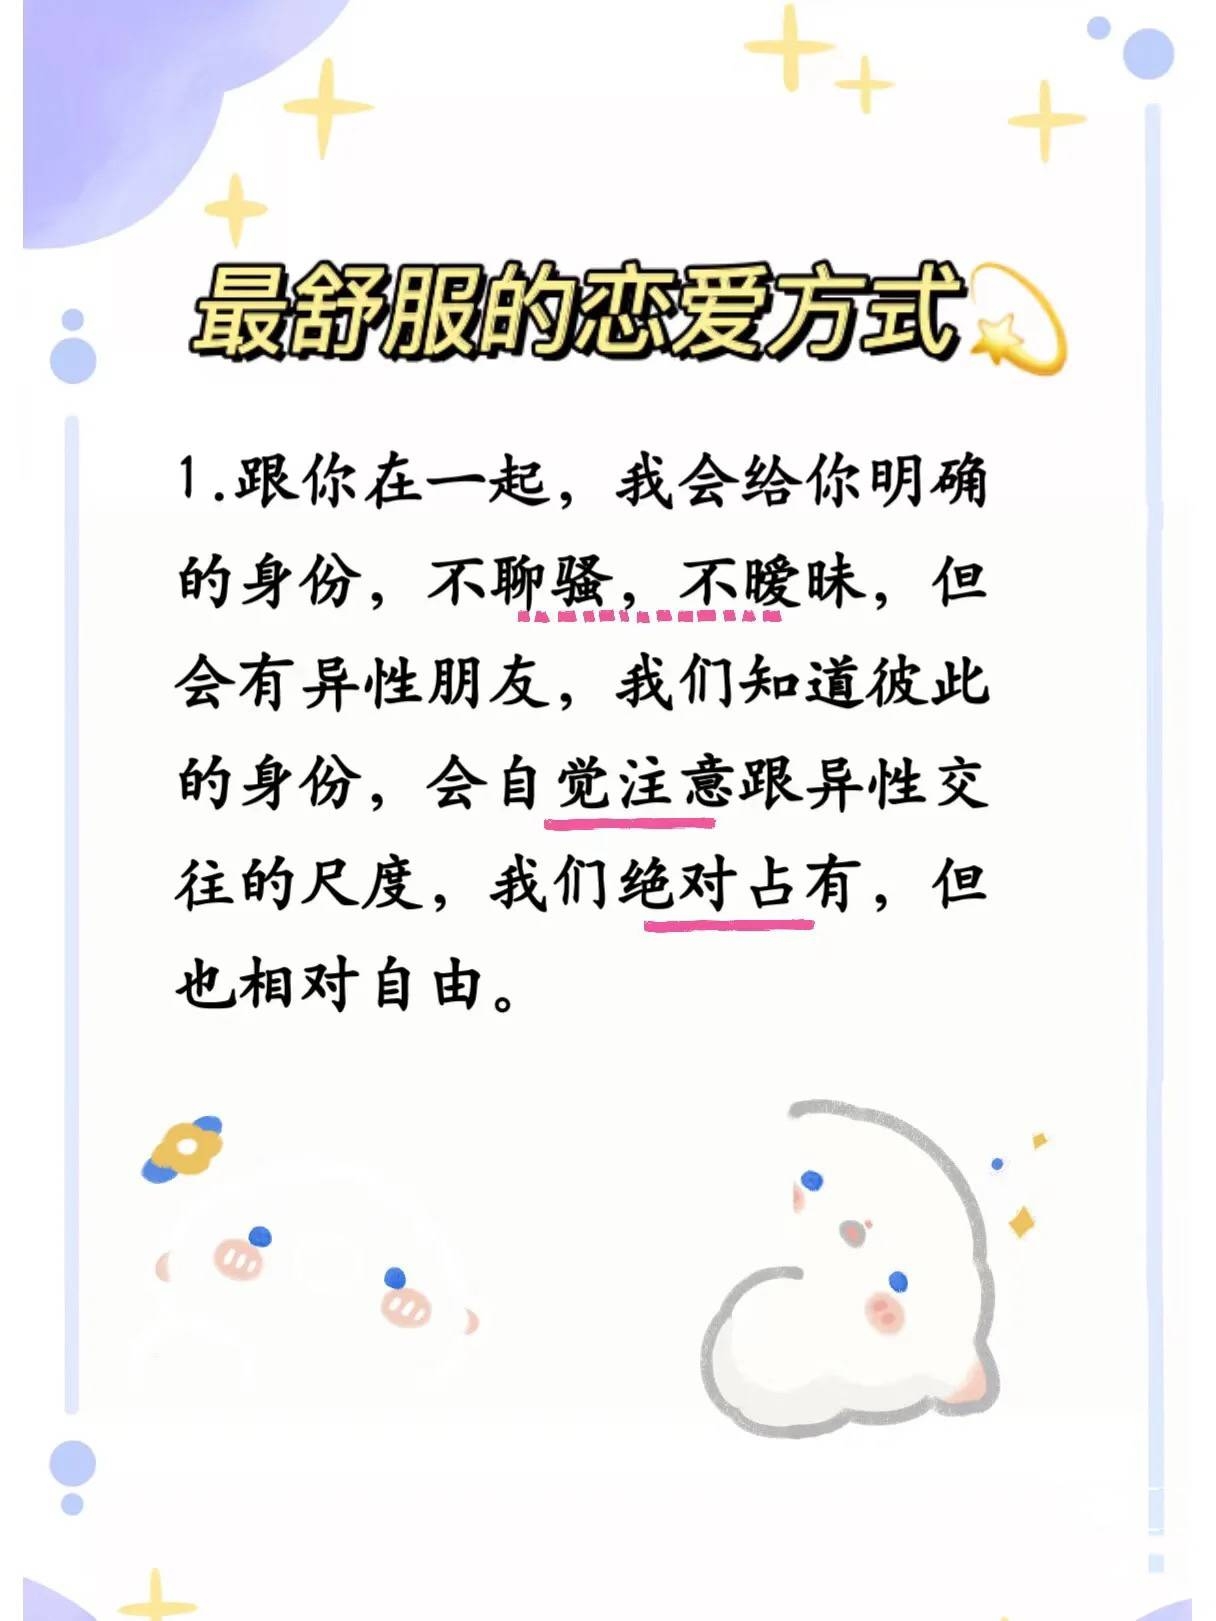 最舒服的恋爱方式
1.跟你在一起，我会给你明确
的身份，不聊骚，不暧昧，但
会有异性朋友，我们知道彼此
的身份，会自觉注意跟异性交
往的尺度，我们绝对占有，但
也相对自由。